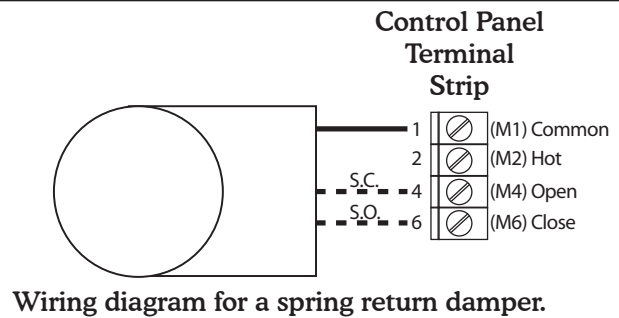 Control Panel
Terminal
Strip
1 (M1) Common
2 (M2) Hot
S.C. 4 (M4) Open
S.O. 6 (M6) Close
Wiring diagram for a spring return damper.